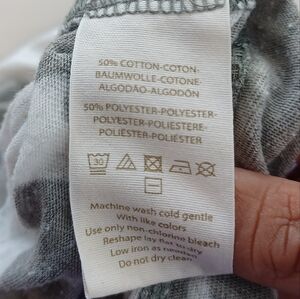 50% COTTON-COTON-
BAUMWOLLE-COTONE-
ALGODÃO-ALGODÓN
50% POLYESTER-POLYESTER-
POLYESTER-POLIESTERE-
POLIÉSTER-POLIÉSTER
30
Machine wash cold gentle
With like colors
Use only non-chlorine bleach
Reshape lay flat to dry
Low iron as needed
Do not dry clean